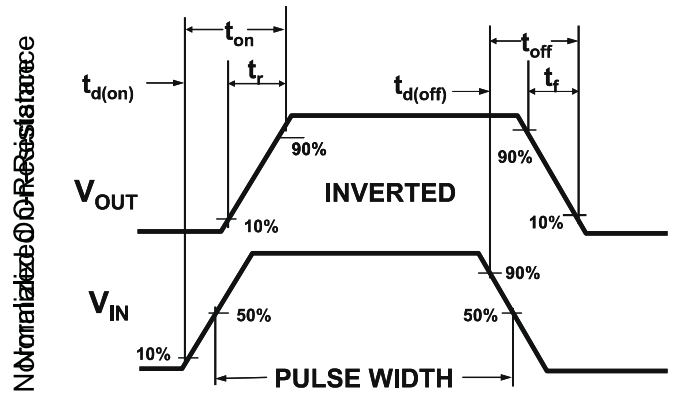 ton
tr
td(on)
toff
tf
td(off)
90%
90%
VOUT
INVERTED
10%
10%
VIN
90%
50%
50%
10%
PULSE WIDTH